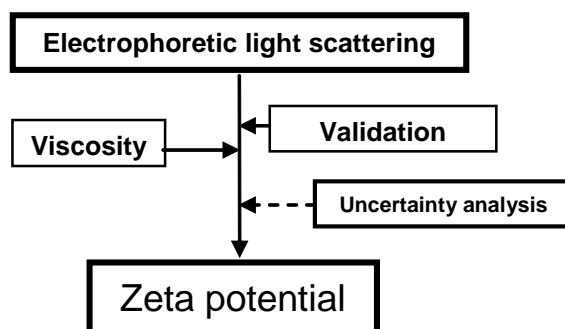 Electrophoretic light scattering
Validation
Viscosity
Uncertainty analysis
Zeta potential